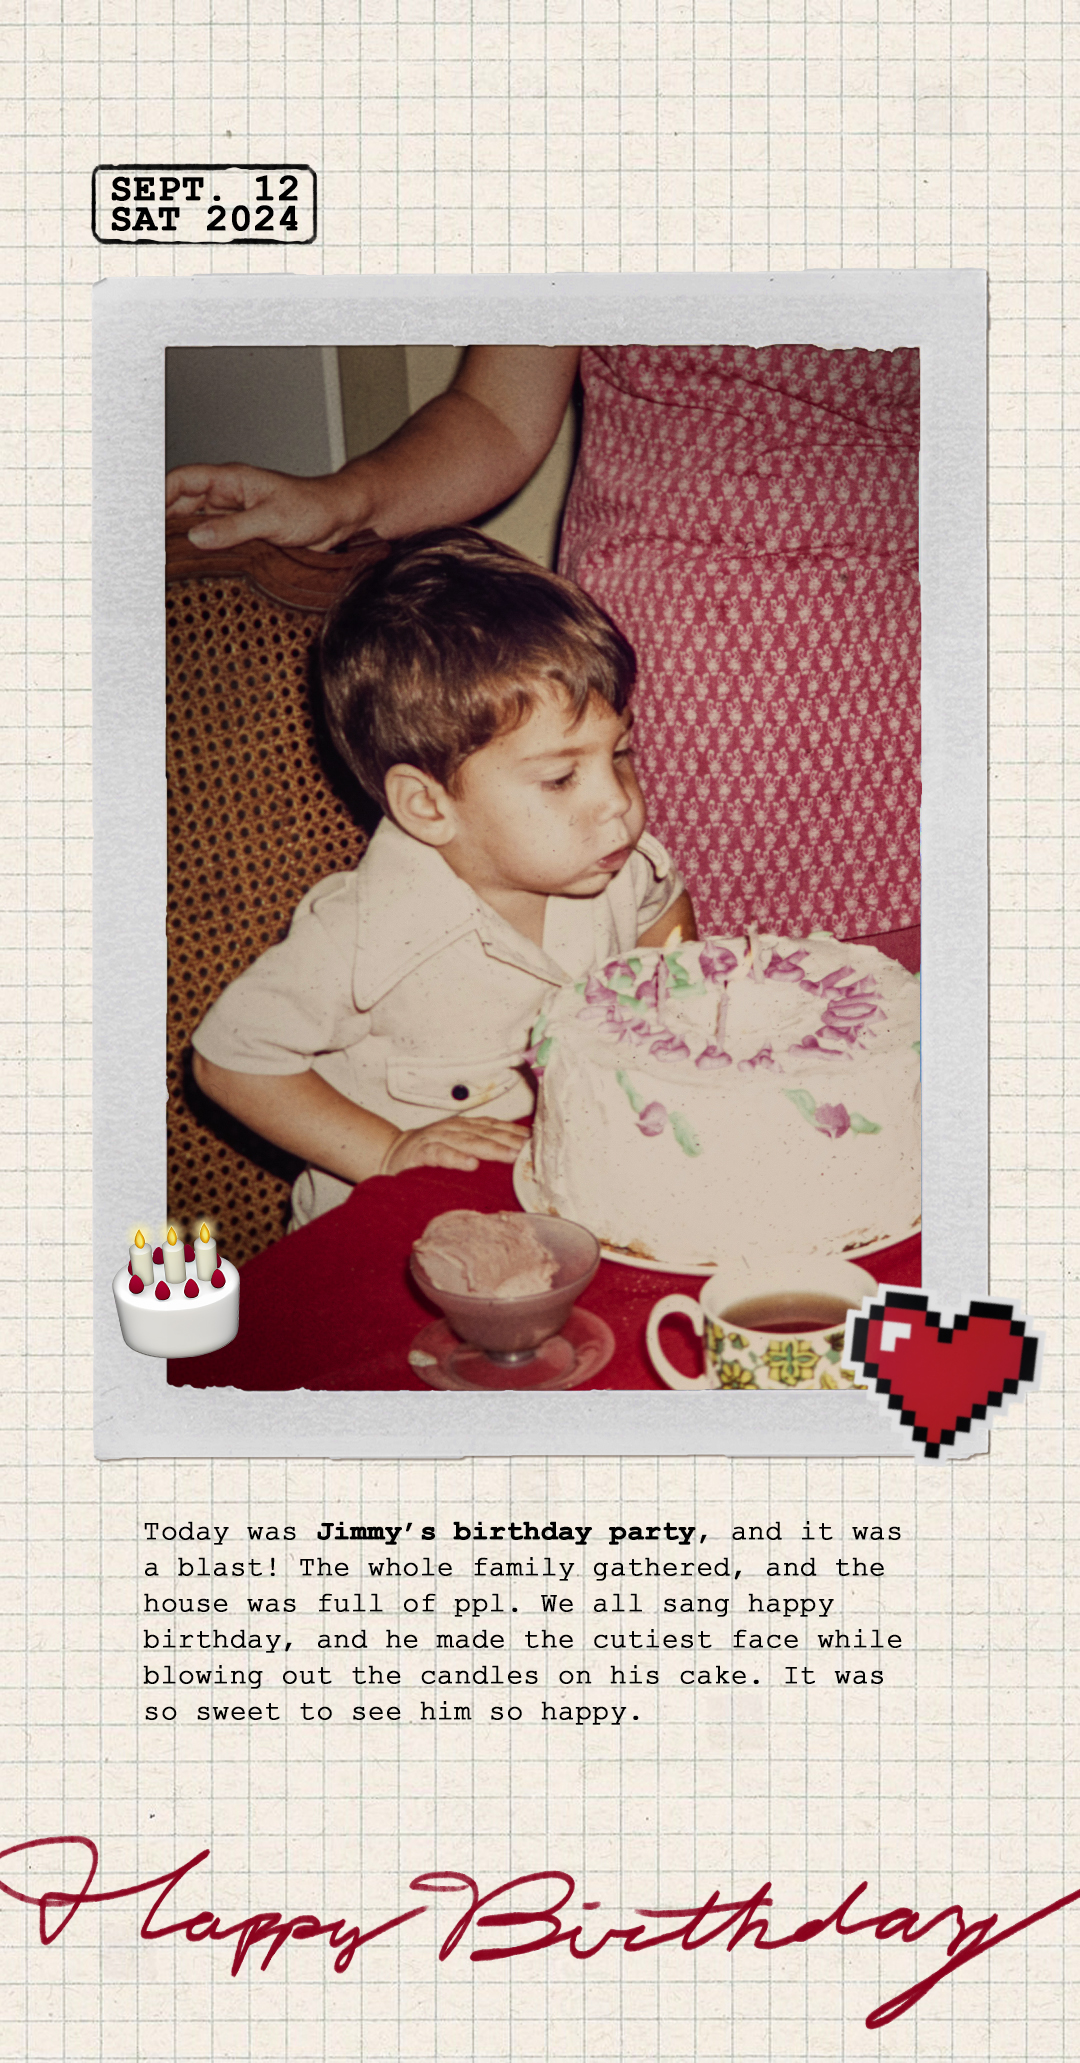 SEPT. 12
SAT 2024
Today was Jimmy’s birthday party, and it was
a blast! The whole family gathered, and the
house was full of ppl. We all sang happy
birthday, and he made the cutiest face while
blowing out the candles on his cake. It was
so sweet to see him so happy.
Happy Birthday